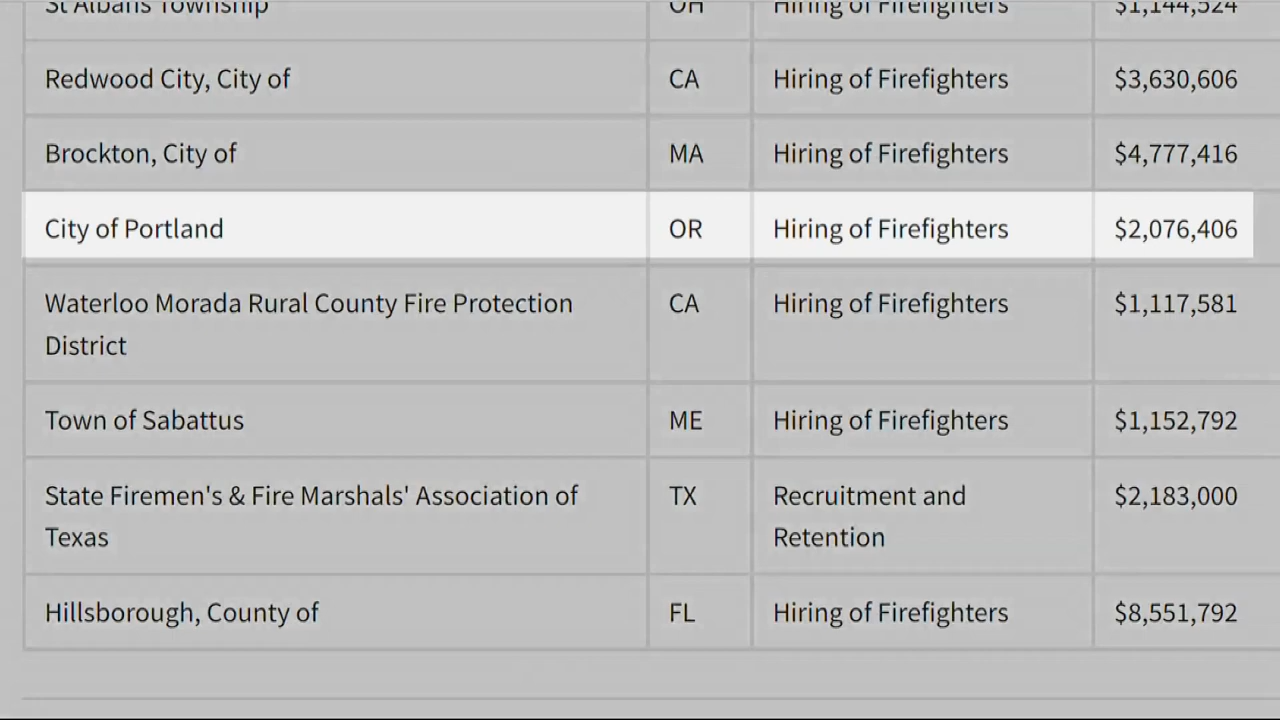 St Albans Township OH Hiring of Firefighters $1,144,524
Redwood City, City of CA Hiring of Firefighters $3,630,606
Brockton, City of MA Hiring of Firefighters $4,777,416
City of Portland OR Hiring of Firefighters $2,076,406
Waterloo Morada Rural County Fire Protection CA Hiring of Firefighters $1,117,581
District
Town of Sabattus ME Hiring of Firefighters $1,152,792
State Firemen's & Fire Marshals' Association of TX Recruitment and $2,183,000
Texas Retention
Hillsborough, County of FL Hiring of Firefighters $8,551,792